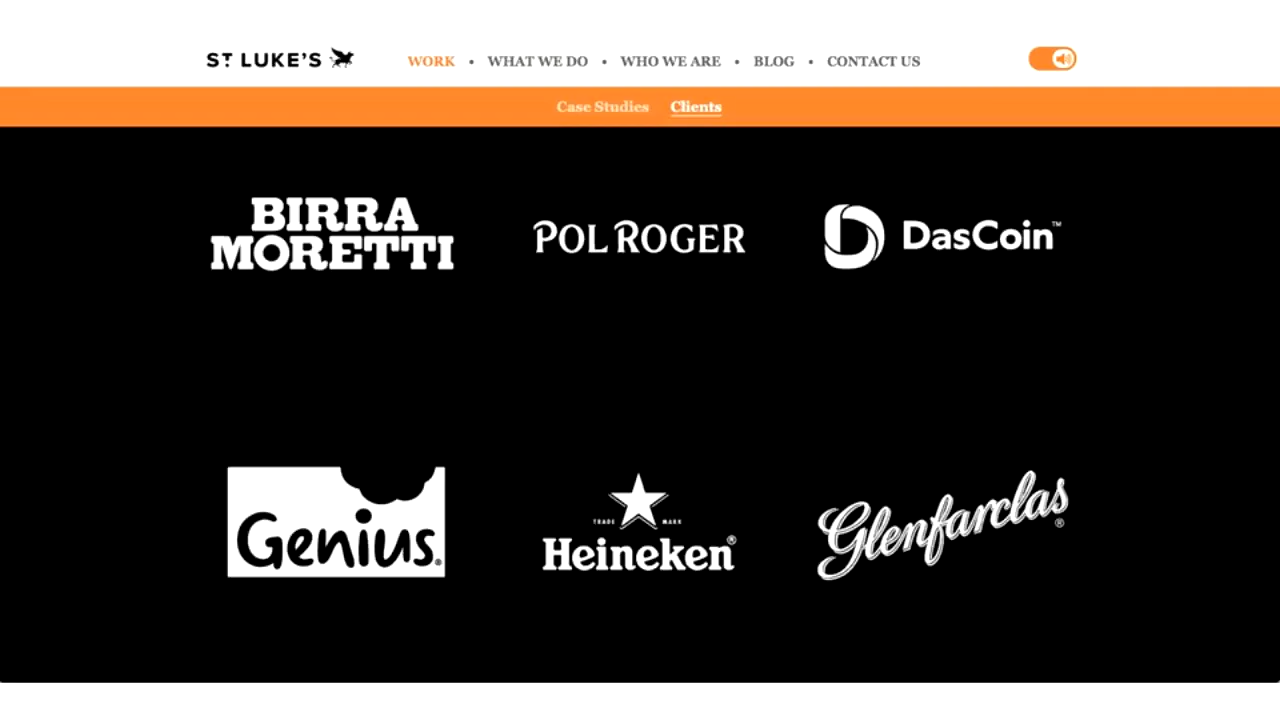 ST LUKE'S
WORK • WHAT WE DO • WHO WE ARE • BLOG • CONTACT US
Case Studies Clients
BIRRA
MORETTI
POL ROGER
DasCoin™
Genius®
TRADE MARK
Heineken®
Glenfarclas®